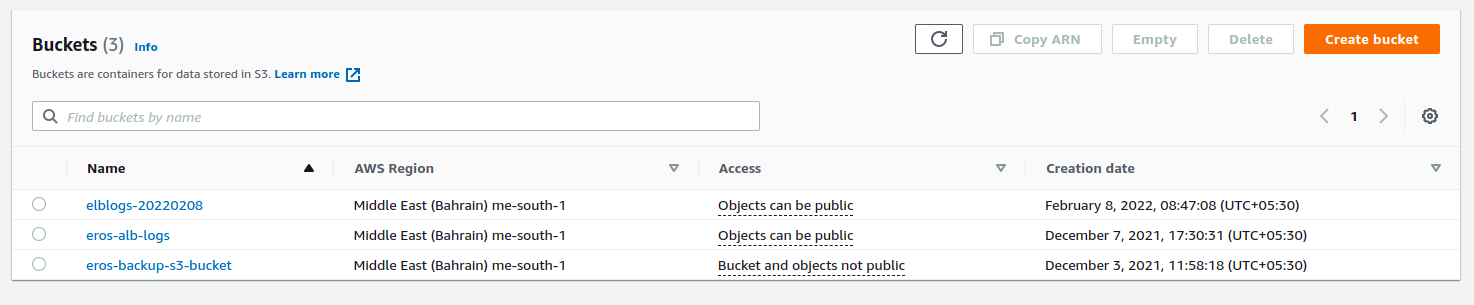 Buckets (3) Info
Copy ARN
Empty
Delete
Create bucket
Buckets are containers for data stored in S3. Learn more
Find buckets by name
1
Name AWS Region Access Creation date
elblogs-20220208 Middle East (Bahrain) me-south-1 Objects can be public February 8, 2022, 08:47:08 (UTC+05:30)
eros-alb-logs Middle East (Bahrain) me-south-1 Objects can be public December 7, 2021, 17:30:31 (UTC+05:30)
eros-backup-s3-bucket Middle East (Bahrain) me-south-1 Bucket and objects not public December 3, 2021, 11:58:18 (UTC+05:30)